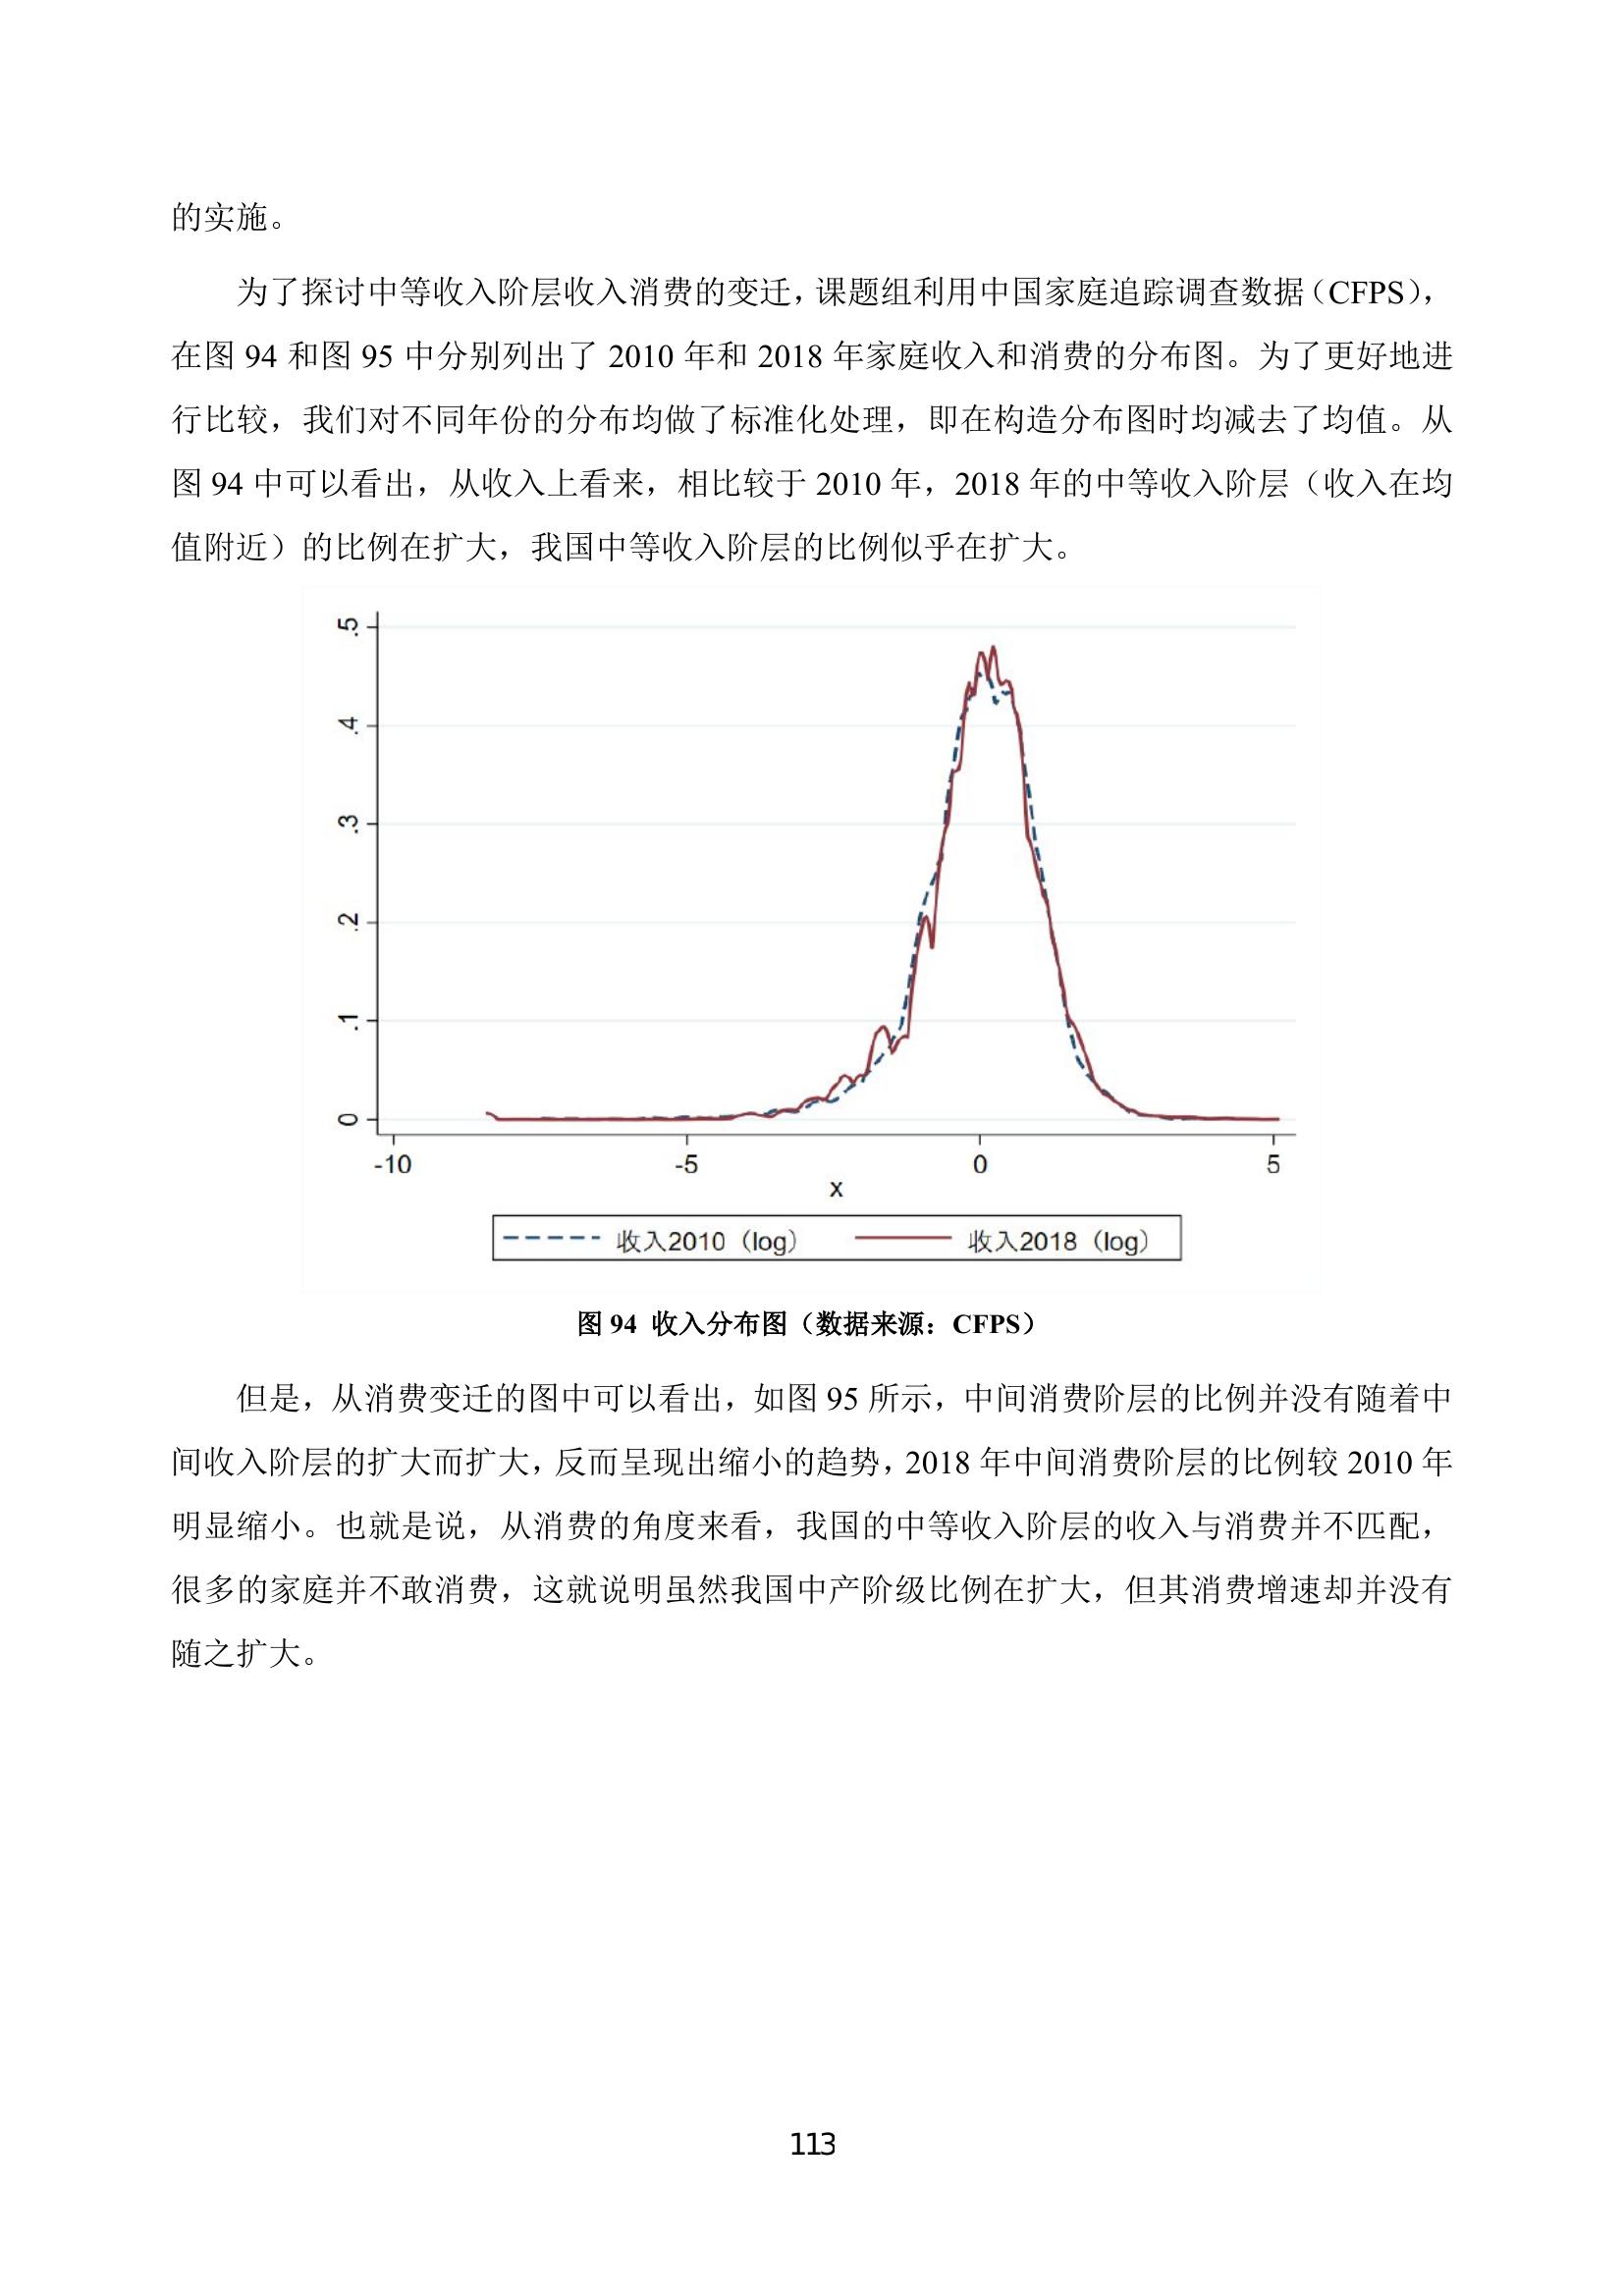 的实施。
为了探讨中等收入阶层收入消费的变迁，课题组利用中国家庭追踪调查数据（CFPS），
在图 94 和图 95 中分别列出了 2010 年和 2018 年家庭收入和消费的分布图。为了更好地进
行比较，我们对不同年份的分布均做了标准化处理，即在构造分布图时均减去了均值。从
图 94 中可以看出，从收入上看来，相比较于 2010 年，2018 年的中等收入阶层（收入在均
值附近）的比例在扩大，我国中等收入阶层的比例似乎在扩大。
.5
.4
.3
.2
.1
0
-10 -5 0 5
x
收入2010（log） 收入2018（log）
图 94 收入分布图（数据来源：CFPS）
但是，从消费变迁的图中可以看出，如图 95 所示，中间消费阶层的比例并没有随着中
间收入阶层的扩大而扩大，反而呈现出缩小的趋势，2018 年中间消费阶层的比例较 2010 年
明显缩小。也就是说，从消费的角度来看，我国的中等收入阶层的收入与消费并不匹配，
很多的家庭并不敢消费，这就说明虽然我国中产阶级比例在扩大，但其消费增速却并没有
随之扩大。
113